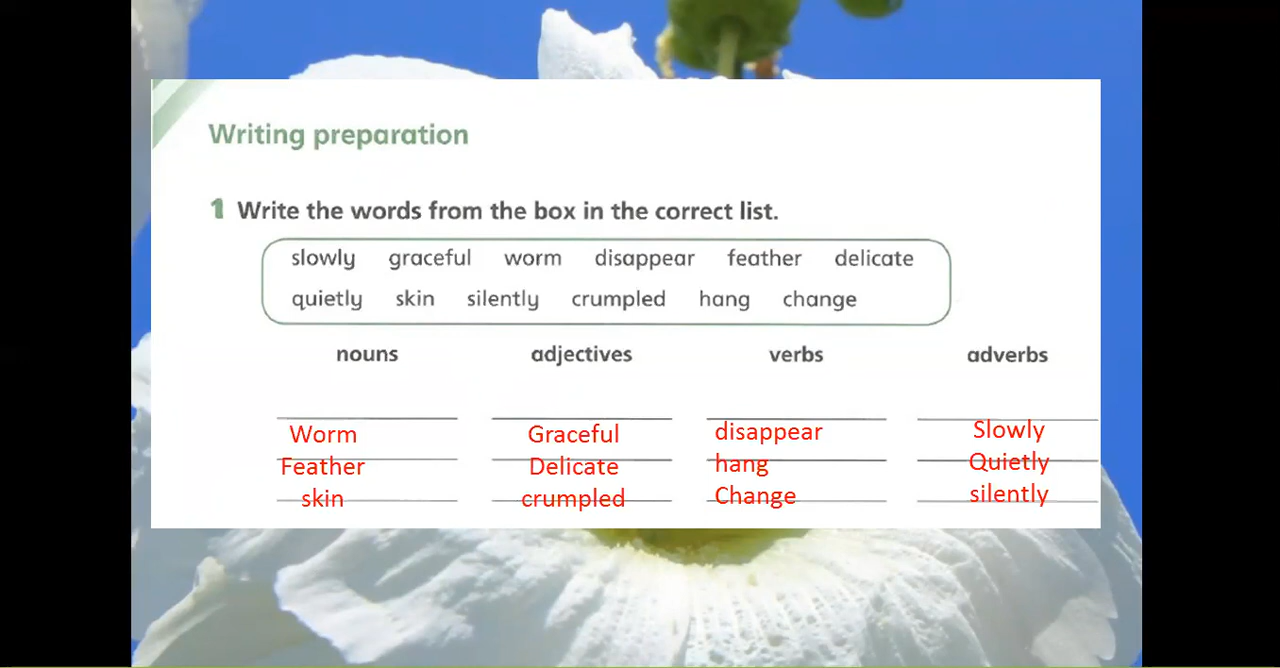 Writing preparation
1 Write the words from the box in the correct list.
slowly graceful worm disappear feather delicate
quietly skin silently crumpled hang change
nouns adjectives verbs adverbs
Worm Graceful disappear Slowly
Feather Delicate hang Quietly
skin crumpled Change silently